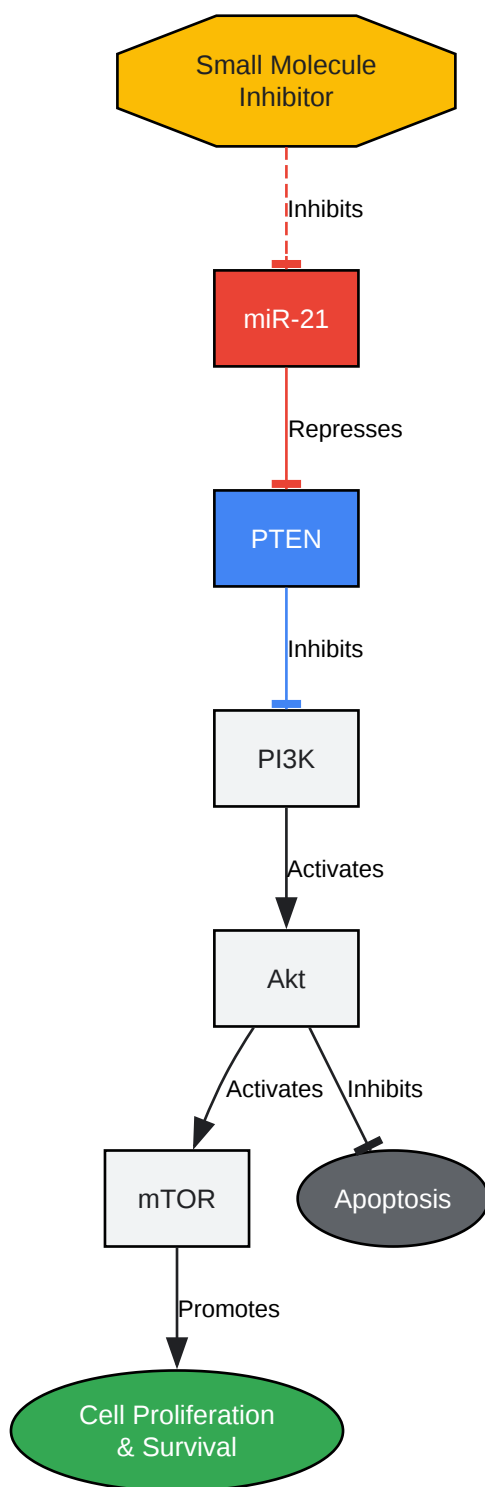 Small Molecule
Inhibitor
Inhibits
miR-21
Represses
PTEN
Inhibits
PI3K
Activates
Akt
Activates
Inhibits
mTOR
Apoptosis
Promotes
Cell Proliferation
& Survival